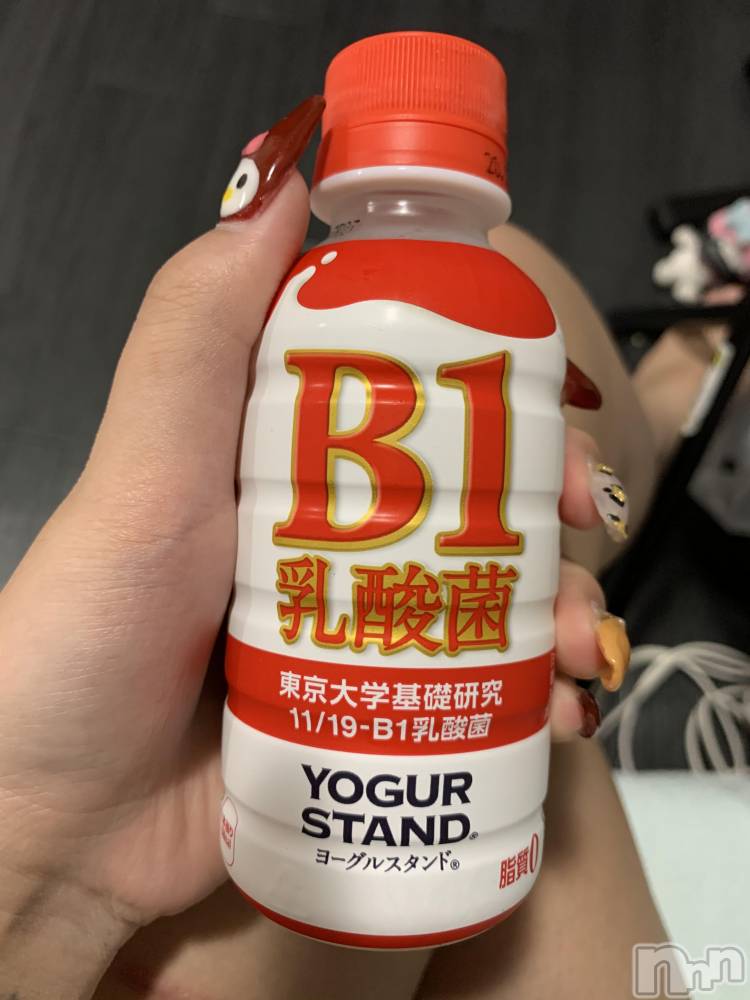 B1
乳酸菌
東京大学基礎研究
11/19-B1乳酸菌
YOGUR
STAND®
ヨーグルスタンド®
脂質0
nnn